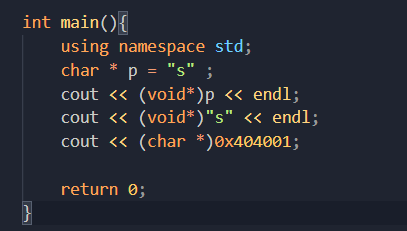 int main(){
using namespace std;
char * p = "s" ;
cout << (void*)p << endl;
cout << (void*)"s" << endl;
cout << (char *)0x404001;
return 0;
}